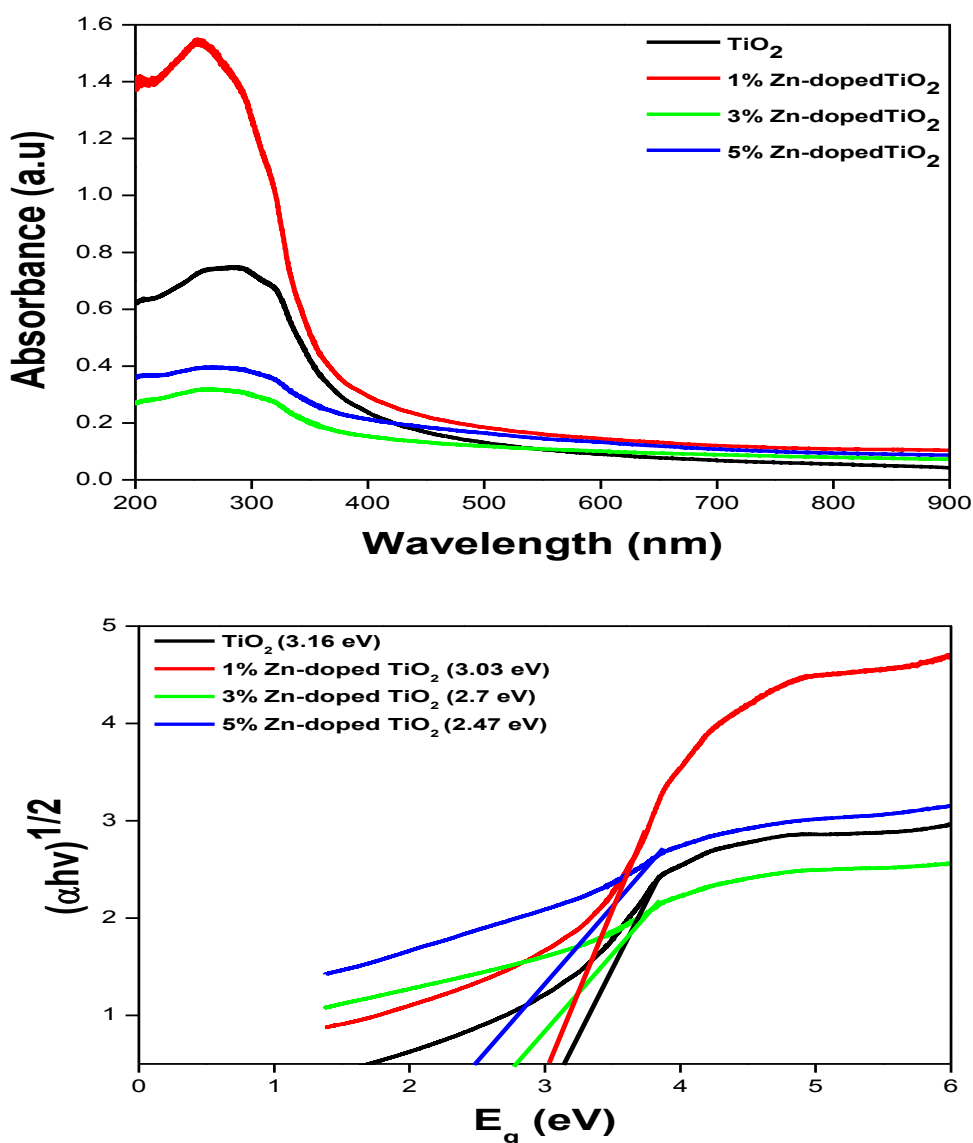 1.6
1.4
1.2
1.0
0.8
0.6
0.4
0.2
0.0
Absorbance (a.u)
TiO2
1% Zn-dopedTiO2
3% Zn-dopedTiO2
5% Zn-dopedTiO2
200 300 400 500 600 700 800 900
Wavelength (nm)
5
4
3
2
1
(αhν)1/2
TiO2 (3.16 eV)
1% Zn-doped TiO2 (3.03 eV)
3% Zn-doped TiO2 (2.7 eV)
5% Zn-doped TiO2 (2.47 eV)
0 1 2 3 4 5 6
Eg (eV)